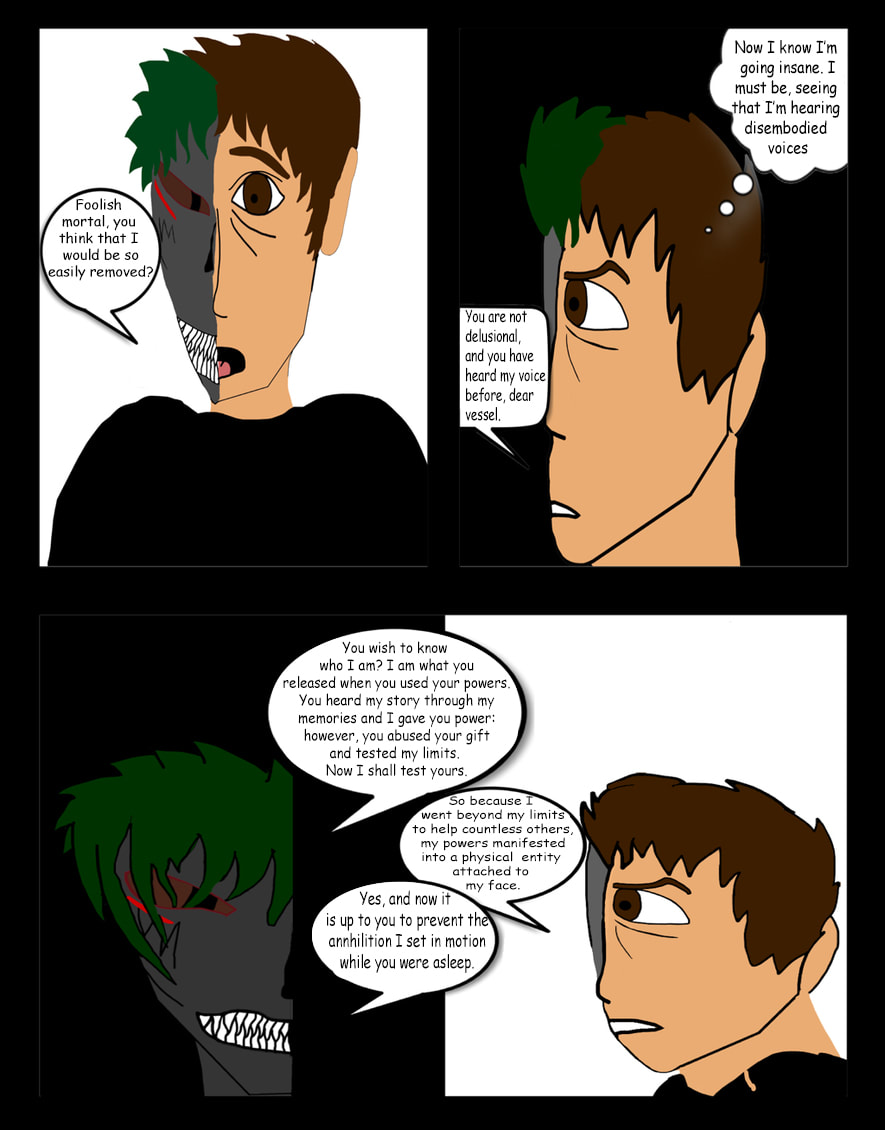 Foolish
mortal, you
think that I
would be so
easily removed?
Now I know I'm
going insane. I
must be, seeing
that I'm hearing
disembodied
voices
You are not
delusional,
and you have
heard my voice
before, dear
vessel.
You wish to know
who I am? I am what you
released when you used your powers.
You heard my story through my
memories and I gave you power:
however, you abused your gift
and tested my limits.
Now I shall test yours.
So because I
went beyond my limits
to help countless others,
my powers manifested
into a physical entity
attached to
my face.
Yes, and now it
is up to you to prevent the
annhilition I set in motion
while you were asleep.